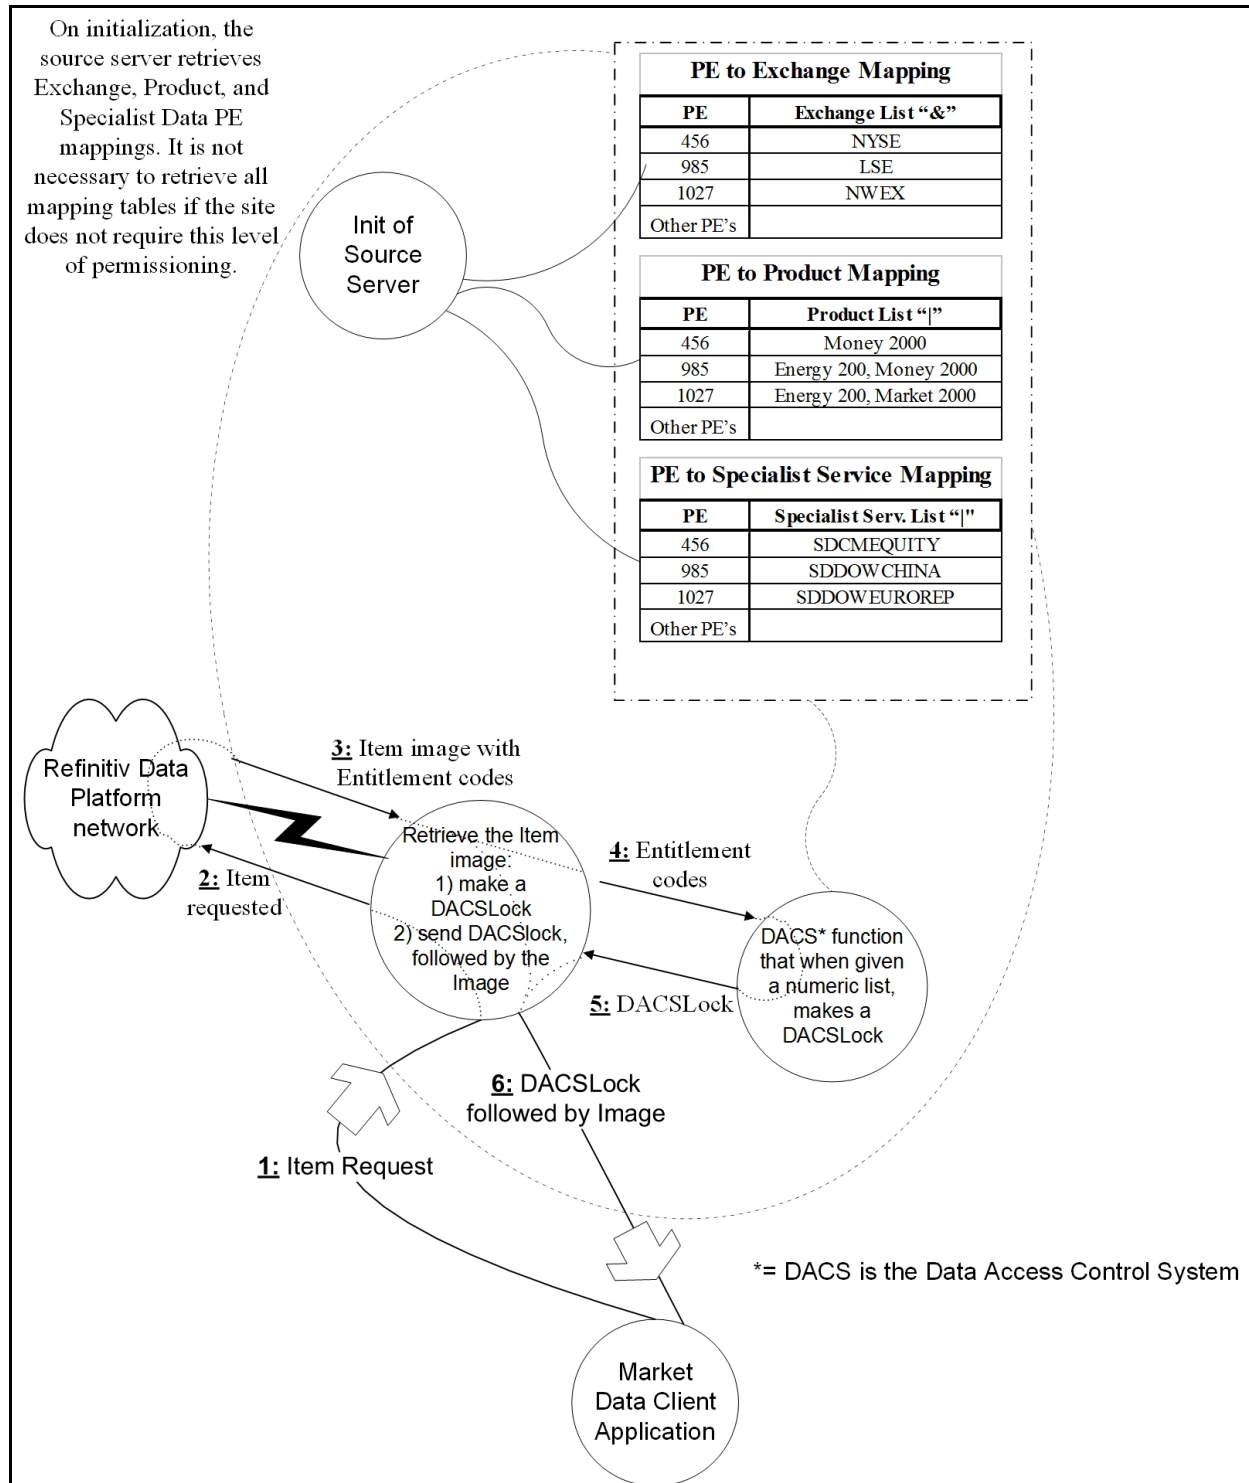 On initialization, the
source server retrieves
Exchange, Product, and
Specialist Data PE
mappings. It is not
necessary to retrieve all
mapping tables if the site
does not require this level
of permissioning.
Init of
Source
Server
PE to Exchange Mapping
PE Exchange List “&”
456 NYSE
985 LSE
1027 NWEX
Other PE’s
PE to Product Mapping
PE Product List “|”
456 Money 2000
985 Energy 200, Money 2000
1027 Energy 200, Market 2000
Other PE’s
PE to Specialist Service Mapping
PE Specialist Serv. List “|"
456 SDCMEQUITY
985 SDDOWCHINA
1027 SDDOWEUROREP
Other PE’s
Refinitiv Data
Platform
network
3: Item image with
Entitlement codes
2: Item
requested
Retrieve the Item
image:
1) make a
DACSLock
2) send DACSlock,
followed by the
Image
4: Entitlement
codes
5: DACSLock
DACS* function
that when given
a numeric list,
makes a
DACSLock
6: DACSLock
followed by Image
1: Item Request
*= DACS is the Data Access Control System
Market
Data Client
Application